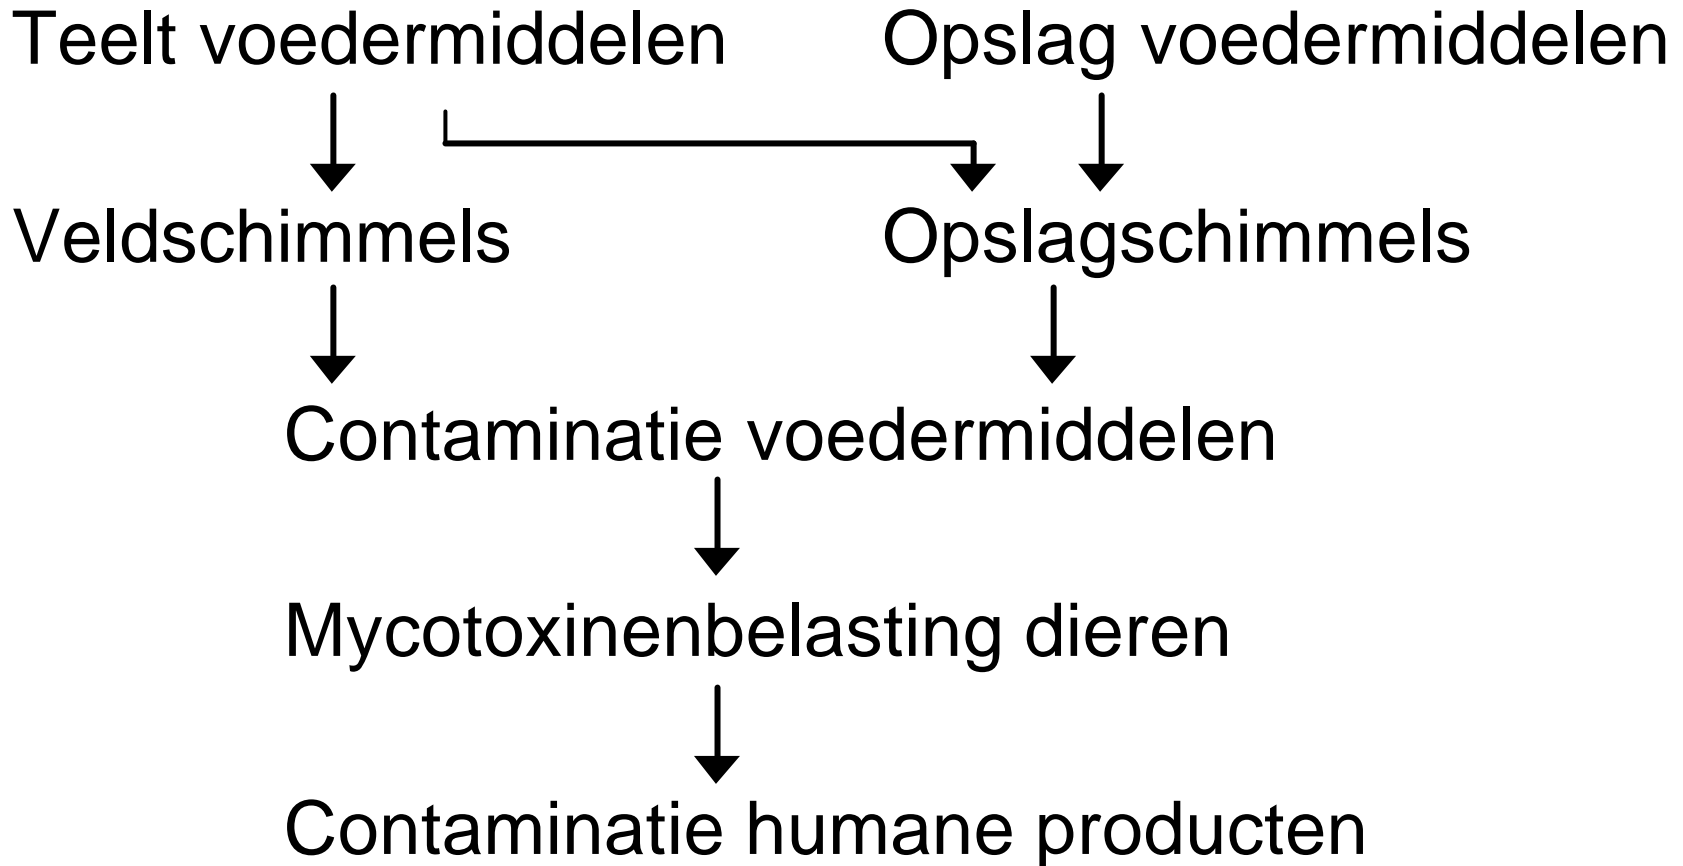 Teelt voedermiddelen Opslag voedermiddelen
Veldschimmels Opslagschimmels
Contaminatie voedermiddelen
Mycotoxinenbelasting dieren
Contaminatie humane producten